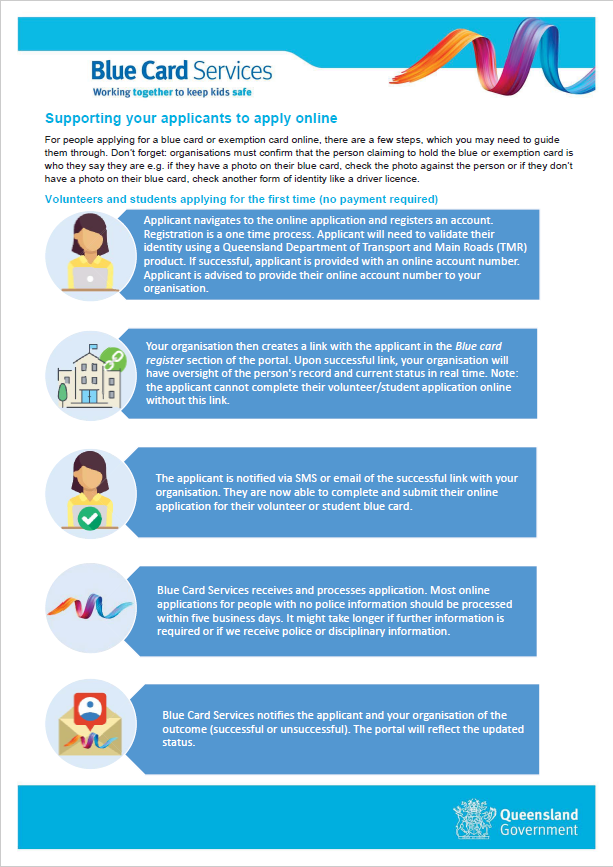 Blue Card Services
Working together to keep kids safe
Supporting your applicants to apply online
For people applying for a blue card or exemption card online, there are a few steps, which you may need to guide
them through. Don't forget: organisations must confirm that the person claiming to hold the blue or exemption card is
who they say they are e.g. if they have a photo on their blue card, check the photo against the person or if they don't
have a photo on their blue card, check another form of identity like a driver licence.
Volunteers and students applying for the first time (no payment required)
Applicant navigates to the online application and registers an account.
Registration is a one time process. Applicant will need to validate their
identity using a Queensland Department of Transport and Main Roads (TMR)
product. If successful, applicant is provided with an online account number.
Applicant is advised to provide their online account number to your
organisation.
Your organisation then creates a link with the applicant in the Blue card
register section of the portal. Upon successful link, your organisation will
have oversight of the person's record and current status in real time. Note:
the applicant cannot complete their volunteer/student application online
without this link.
The applicant is notified via SMS or email of the successful link with your
organisation. They are now able to complete and submit their online
application for their volunteer or student blue card.
Blue Card Services receives and processes application. Most online
applications for people with no police information should be processed
within five business days. It might take longer if further information is
required or if we receive police or disciplinary information.
Blue Card Services notifies the applicant and your organisation of the
outcome (successful or unsuccessful). The portal will reflect the updated
status.
Queensland
Government